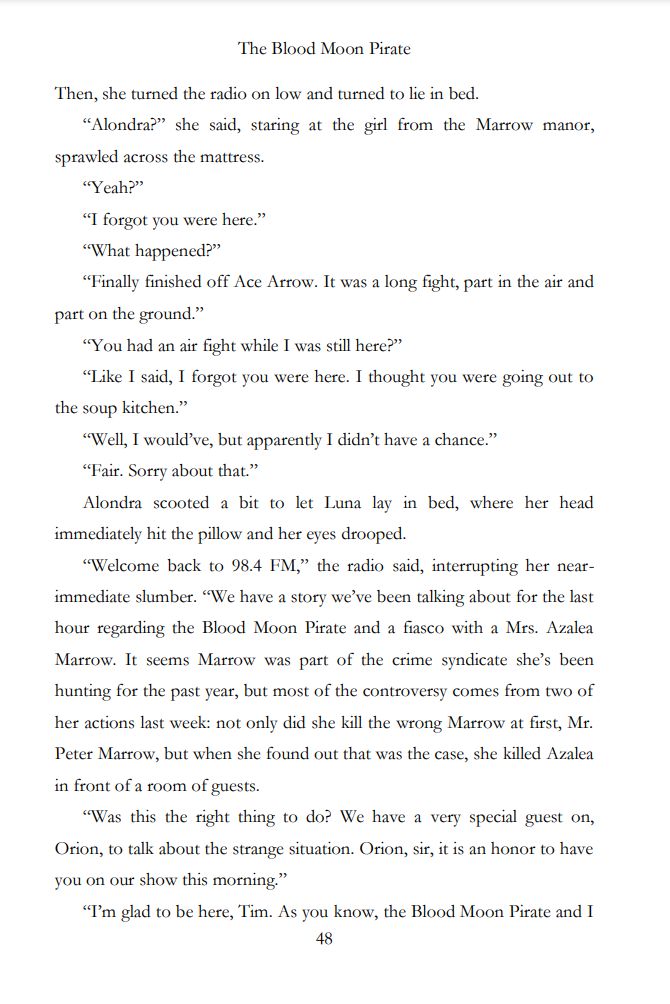 The Blood Moon Pirate
Then, she turned the radio on low and turned to lie in bed.
“Alondra?” she said, staring at the girl from the Marrow manor,
sprawled across the mattress.
“Yeah?”
“I forgot you were here.”
“What happened?”
“Finally finished off Ace Arrow. It was a long fight, part in the air and
part on the ground.”
“You had an air fight while I was still here?”
“Like I said, I forgot you were here. I thought you were going out to
the soup kitchen.”
“Well, I would’ve, but apparently I didn’t have a chance.”
“Fair. Sorry about that.”
Alondra scooted a bit to let Luna lay in bed, where her head
immediately hit the pillow and her eyes drooped.
“Welcome back to 98.4 FM,” the radio said, interrupting her near-
immediate slumber. “We have a story we’ve been talking about for the last
hour regarding the Blood Moon Pirate and a fiasco with a Mrs. Azalea
Marrow. It seems Marrow was part of the crime syndicate she’s been
hunting for the past year, but most of the controversy comes from two of
her actions last week: not only did she kill the wrong Marrow at first, Mr.
Peter Marrow, but when she found out that was the case, she killed Azalea
in front of a room of guests.
“Was this the right thing to do? We have a very special guest on,
Orion, to talk about the strange situation. Orion, sir, it is an honor to have
you on our show this morning.”
“I’m glad to be here, Tim. As you know, the Blood Moon Pirate and I
48